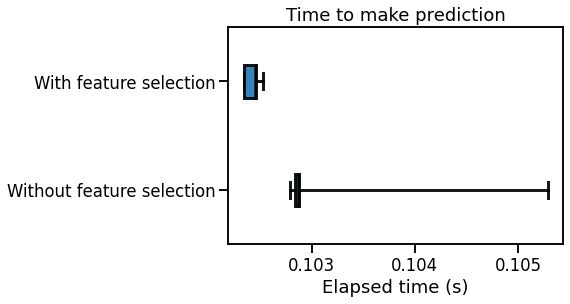 Time to make prediction
With feature selection
Without feature selection
0.103 0.104 0.105
Elapsed time (s)